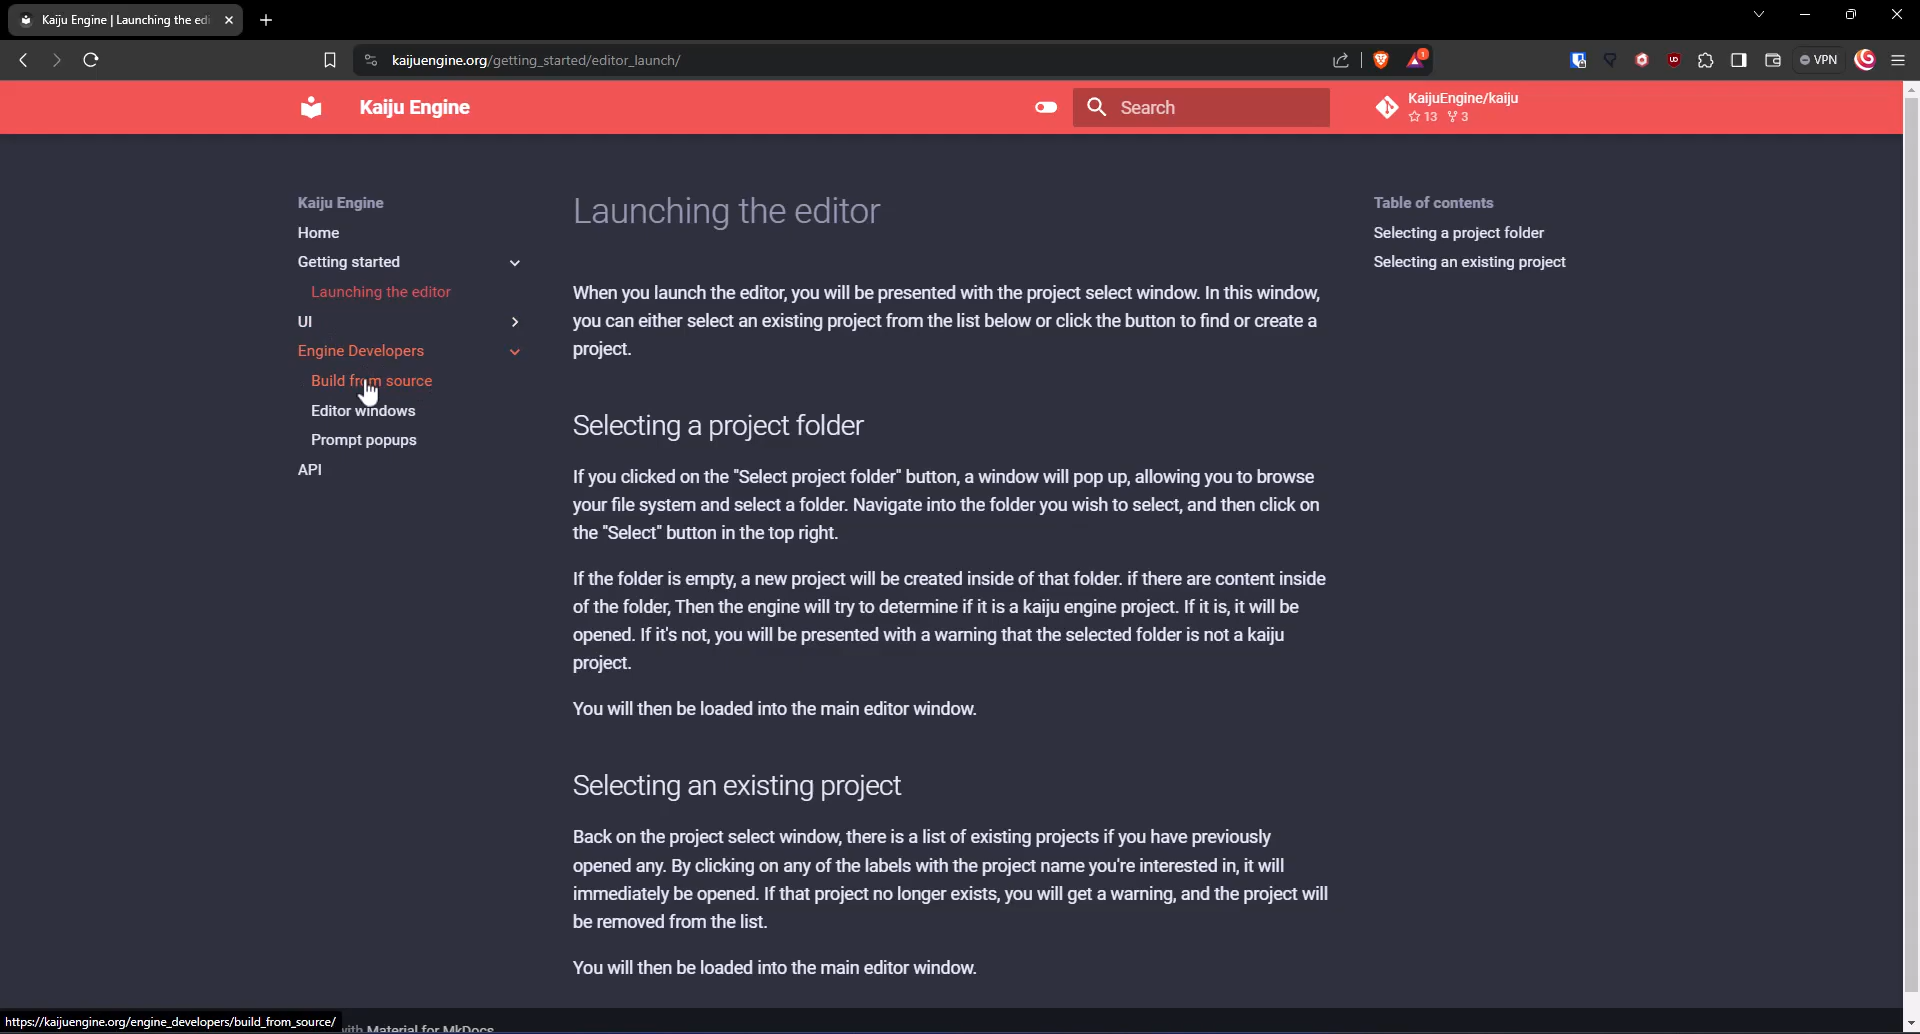 Kaiju Engine | Launching the edi
kaijuengine.org/getting_started/editor_launch/
1
VPN
Kaiju Engine
Search
KaijuEngine/kaiju
13 3
Kaiju Engine
Home
Getting started
Launching the editor
UI
Engine Developers
Build from source
Editor windows
Prompt popups
API
Launching the editor
When you launch the editor, you will be presented with the project select window. In this window,
you can either select an existing project from the list below or click the button to find or create a
project.
Selecting a project folder
If you clicked on the "Select project folder" button, a window will pop up, allowing you to browse
your file system and select a folder. Navigate into the folder you wish to select, and then click on
the "Select" button in the top right.
If the folder is empty, a new project will be created inside of that folder. if there are content inside
of the folder, Then the engine will try to determine if it is a kaiju engine project. If it is, it will be
opened. If it's not, you will be presented with a warning that the selected folder is not a kaiju
project.
You will then be loaded into the main editor window.
Selecting an existing project
Back on the project select window, there is a list of existing projects if you have previously
opened any. By clicking on any of the labels with the project name you're interested in, it will
immediately be opened. If that project no longer exists, you will get a warning, and the project will
be removed from the list.
You will then be loaded into the main editor window.
Table of contents
Selecting a project folder
Selecting an existing project
https://kaijuengine.org/engine_developers/build_from_source/
with Material for MkDocs